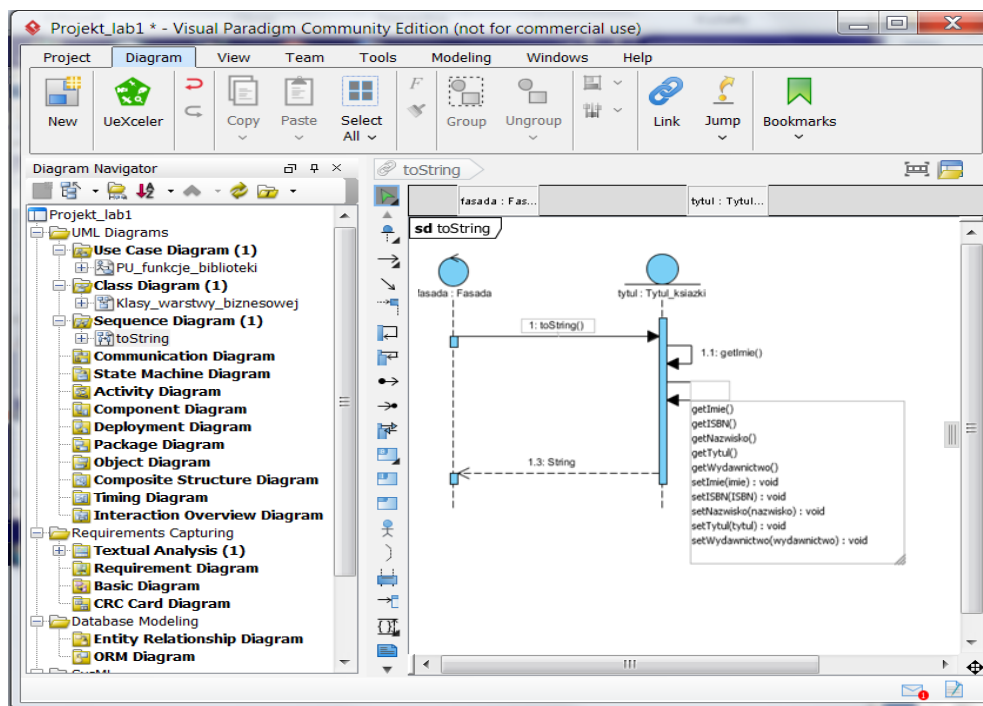 Projekt_lab1 * - Visual Paradigm Community Edition (not for commercial use)
Project Diagram View Team Tools Modeling Windows Help
New UeXceler Copy Paste Select All Group Ungroup Link Jump Bookmarks
Diagram Navigator
toString
Projekt_lab1
UML Diagrams
Use Case Diagram (1)
PU_funkcje_biblioteki
Class Diagram (1)
Klasy_warstwy_biznesowej
Sequence Diagram (1)
toString
Communication Diagram
State Machine Diagram
Activity Diagram
Component Diagram
Deployment Diagram
Package Diagram
Object Diagram
Composite Structure Diagram
Timing Diagram
Interaction Overview Diagram
Requirements Capturing
Textual Analysis (1)
Requirement Diagram
Basic Diagram
CRC Card Diagram
Database Modeling
Entity Relationship Diagram
ORM Diagram
fasada : Fas... tytul : Tytul...
sd toString
fasada : Fasada tytul : Tytul_ksiazki
1: toString()
1.1: getImie()
getImie()
getISBN()
getNazwisko()
getTytul()
getWydawnictwo()
setImie(imie) : void
setISBN(ISBN) : void
setNazwisko(nazwisko) : void
setTytul(tytul) : void
setWydawnictwo(wydawnictwo) : void
1.3: String